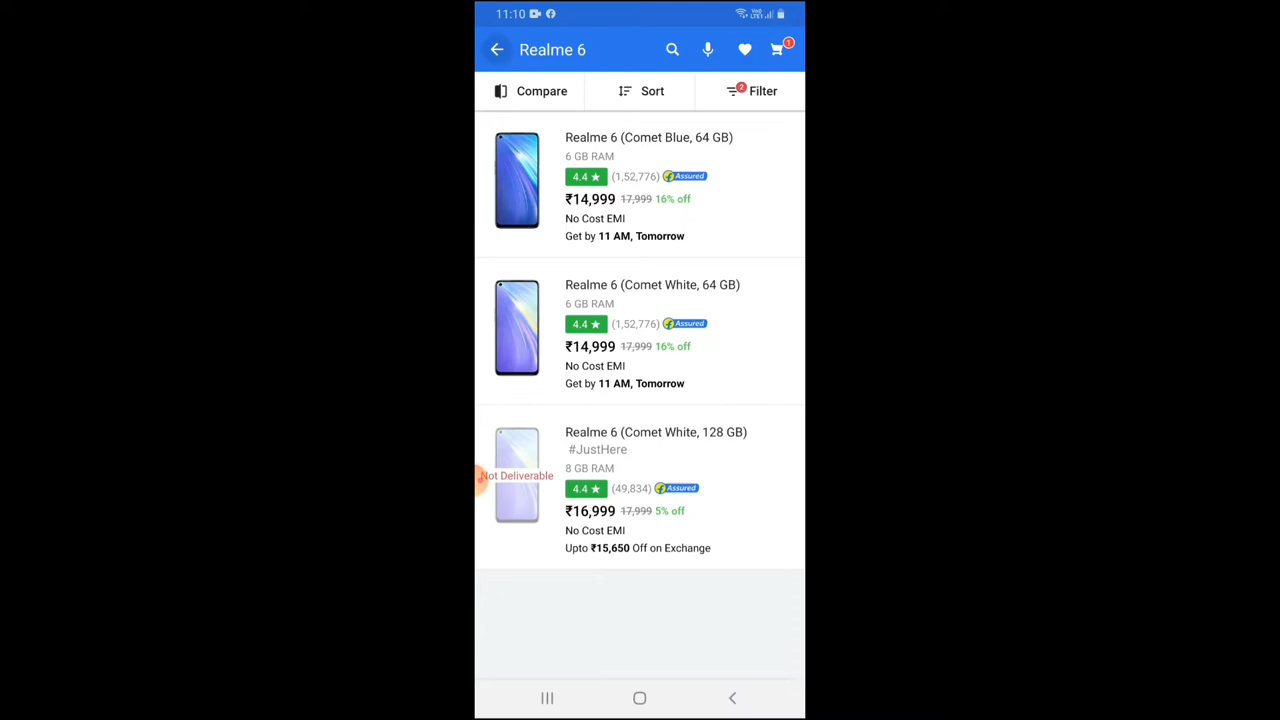 11:10
Realme 6
1
Compare
Sort
2
Filter
Realme 6 (Comet Blue, 64 GB)
6 GB RAM
4.4 ★ (1,52,776) Assured
₹14,999 17,999 16% off
No Cost EMI
Get by 11 AM, Tomorrow
Realme 6 (Comet White, 64 GB)
6 GB RAM
4.4 ★ (1,52,776) Assured
₹14,999 17,999 16% off
No Cost EMI
Get by 11 AM, Tomorrow
Realme 6 (Comet White, 128 GB)
#JustHere
8 GB RAM
Not Deliverable
4.4 ★ (49,834) Assured
₹16,999 17,999 5% off
No Cost EMI
Upto ₹15,650 Off on Exchange